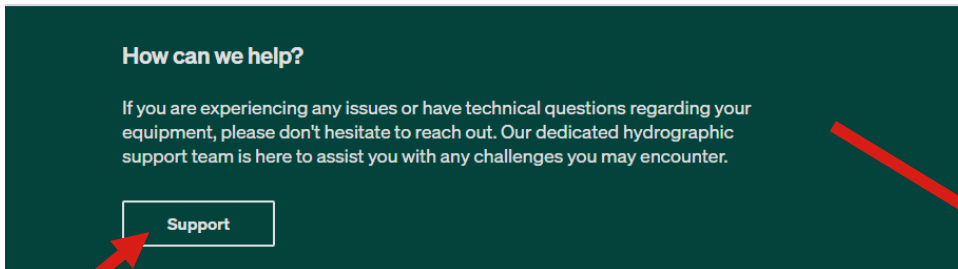 How can we help?
If you are experiencing any issues or have technical questions regarding your
equipment, please don't hesitate to reach out. Our dedicated hydrographic
support team is here to assist you with any challenges you may encounter.
Support